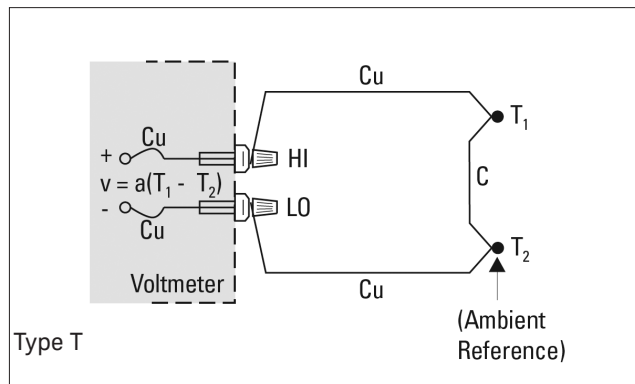 Cu
T1
Cu
+
HI
v = a(T1 - T2)
C
-
LO
Cu
T2
Voltmeter
Cu
(Ambient
Reference)
Type T